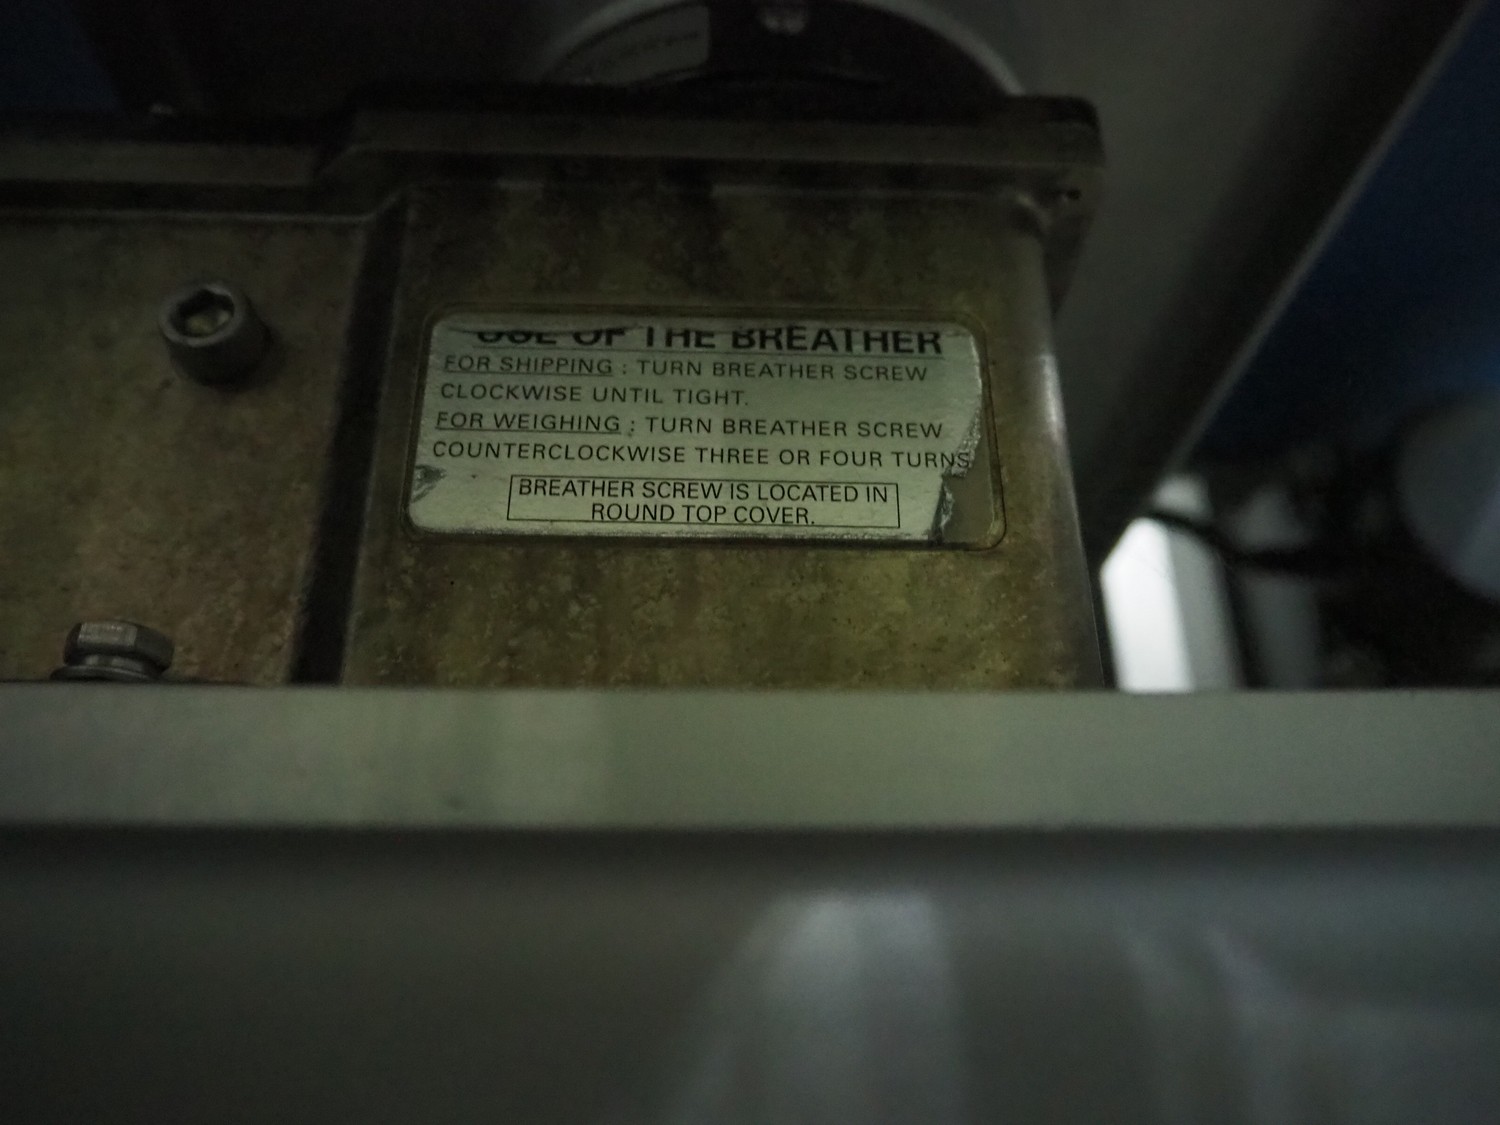 USE OF THE BREATHER
FOR SHIPPING : TURN BREATHER SCREW
CLOCKWISE UNTIL TIGHT.
FOR WEIGHING : TURN BREATHER SCREW
COUNTERCLOCKWISE THREE OR FOUR TURNS
BREATHER SCREW IS LOCATED IN
ROUND TOP COVER.